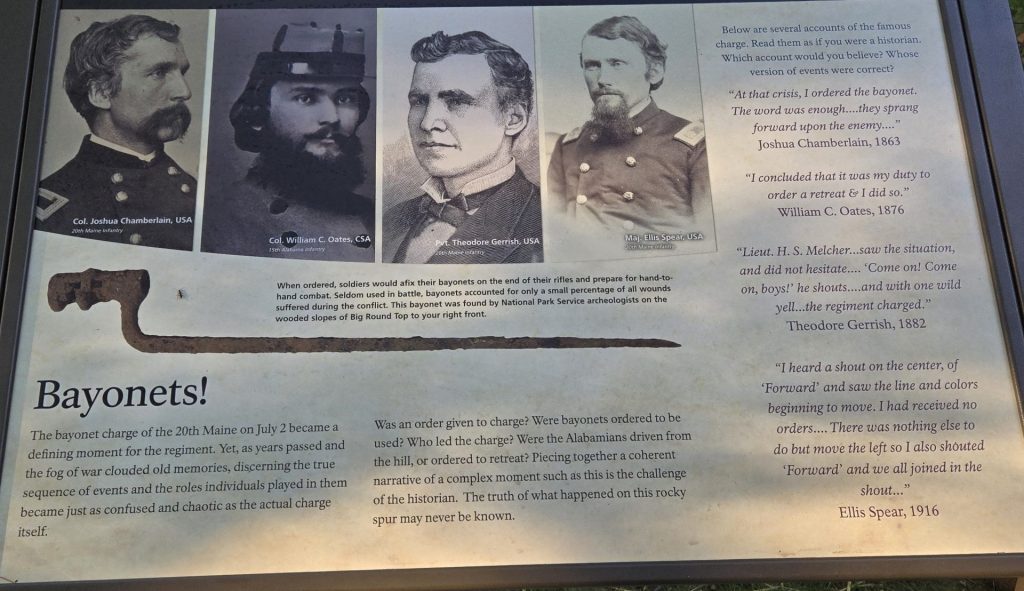 Col. Joshua Chamberlain, USA
20th Maine Infantry
Col. William C. Oates, CSA
15th Alabama Infantry
Pvt. Theodore Gerrish, USA
20th Maine Infantry
Maj. Ellis Spear, USA
20th Maine Infantry
When ordered, soldiers would afix their bayonets on the end of their rifles and prepare for hand-to-
hand combat. Seldom used in battle, bayonets accounted for only a small percentage of all wounds
suffered during the conflict. This bayonet was found by National Park Service archeologists on the
wooded slopes of Big Round Top to your right front.
Bayonets!
The bayonet charge of the 20th Maine on July 2 became a
defining moment for the regiment. Yet, as years passed and
the fog of war clouded old memories, discerning the true
sequence of events and the roles individuals played in them
became just as confused and chaotic as the actual charge
itself.
Was an order given to charge? Were bayonets ordered to be
used? Who led the charge? Were the Alabamians driven from
the hill, or ordered to retreat? Piecing together a coherent
narrative of a complex moment such as this is the challenge
of the historian. The truth of what happened on this rocky
spur may never be known.
Below are several accounts of the famous
charge. Read them as if you were a historian.
Which account would you believe? Whose
version of events were correct?
“At that crisis, I ordered the bayonet.
The word was enough....they sprang
forward upon the enemy....”
Joshua Chamberlain, 1863
“I concluded that it was my duty to
order a retreat & I did so.”
William C. Oates, 1876
“Lieut. H. S. Melcher...saw the situation,
and did not hesitate.... ‘Come on! Come
on, boys!’ he shouts....and with one wild
yell...the regiment charged.”
Theodore Gerrish, 1882
“I heard a shout on the center, of
‘Forward’ and saw the line and colors
beginning to move. I had received no
orders.... There was nothing else to
do but move the left so I also shouted
‘Forward’ and we all joined in the
shout...”
Ellis Spear, 1916